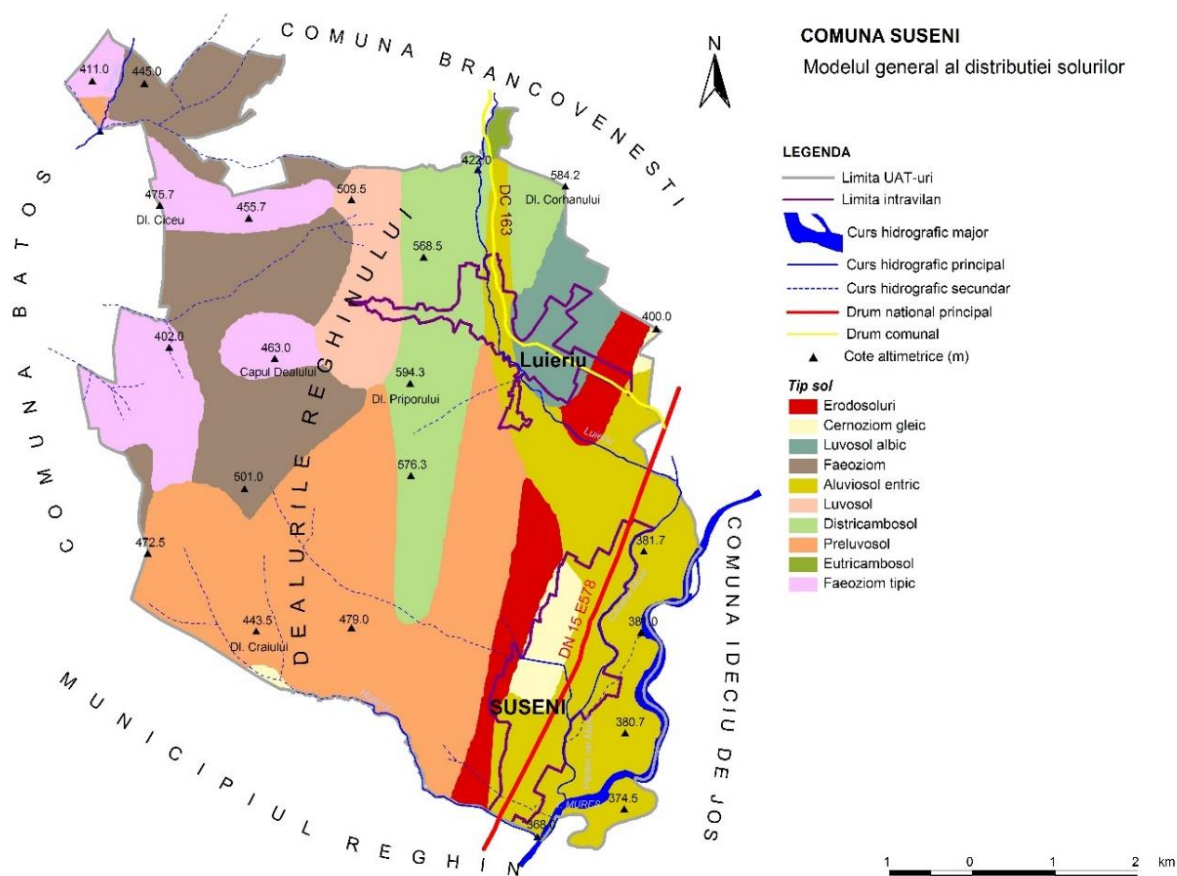 COMUNA SUSENI
Modelul general al distributiei solurilor
N
COMUNA BRANCOVENESTI
COMUNA BATOS
MUNICIPIUL REGHIN
COMUNA IDECIU DE JOS
DEALURILE REGHINULUI
411.0
445.0
422.0
584.2
Dl. Corhanului
475.7
Dl. Ciceu
455.7
509.5
DC 163
568.5
400.0
402.0
463.0
Capul Dealului
Luieriu
594.3
Dl. Priporului
Luieriu
576.3
501.0
472.5
381.7
DN 15 E578
443.5
Dl. Craiului
479.0
SUSENI
380.7
MURES
374.5
368.0
LEGENDA
Limita UAT-uri
Limita intravilan
Curs hidrografic major
Curs hidrografic principal
Curs hidrografic secundar
Drum national principal
Drum comunal
Cote altimetrice (m)
Tip sol
Erodosoluri
Cernoziom gleic
Luvosol albic
Faeoziom
Aluviosol entric
Luvosol
Districambosol
Preluvosol
Eutricambosol
Faeoziom tipic
1 0 1 2 km